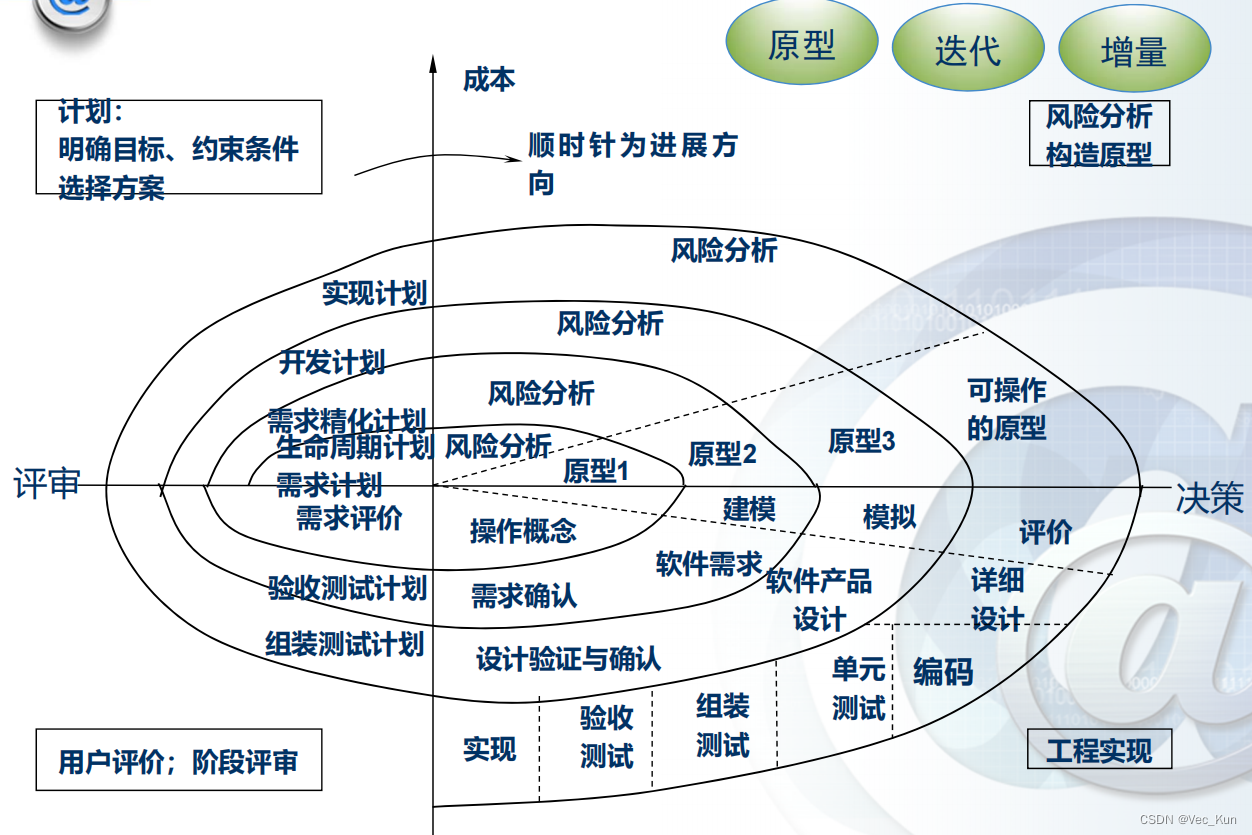 原型
迭代
增量
成本
计划：
明确目标、约束条件
选择方案
顺时针为进展方
向
风险分析
构造原型
风险分析
实现计划
风险分析
开发计划
风险分析
需求精化计划
生命周期计划
风险分析
可操作
的原型
原型3
原型2
原型1
评审
需求计划
决策
需求评价
操作概念
建模
模拟
评价
软件需求
软件产品
设计
详细
设计
验收测试计划
需求确认
组装测试计划
设计验证与确认
单元
测试
编码
实现
验收
测试
组装
测试
用户评价；阶段评审
工程实现
CSDN @Vec_Kun